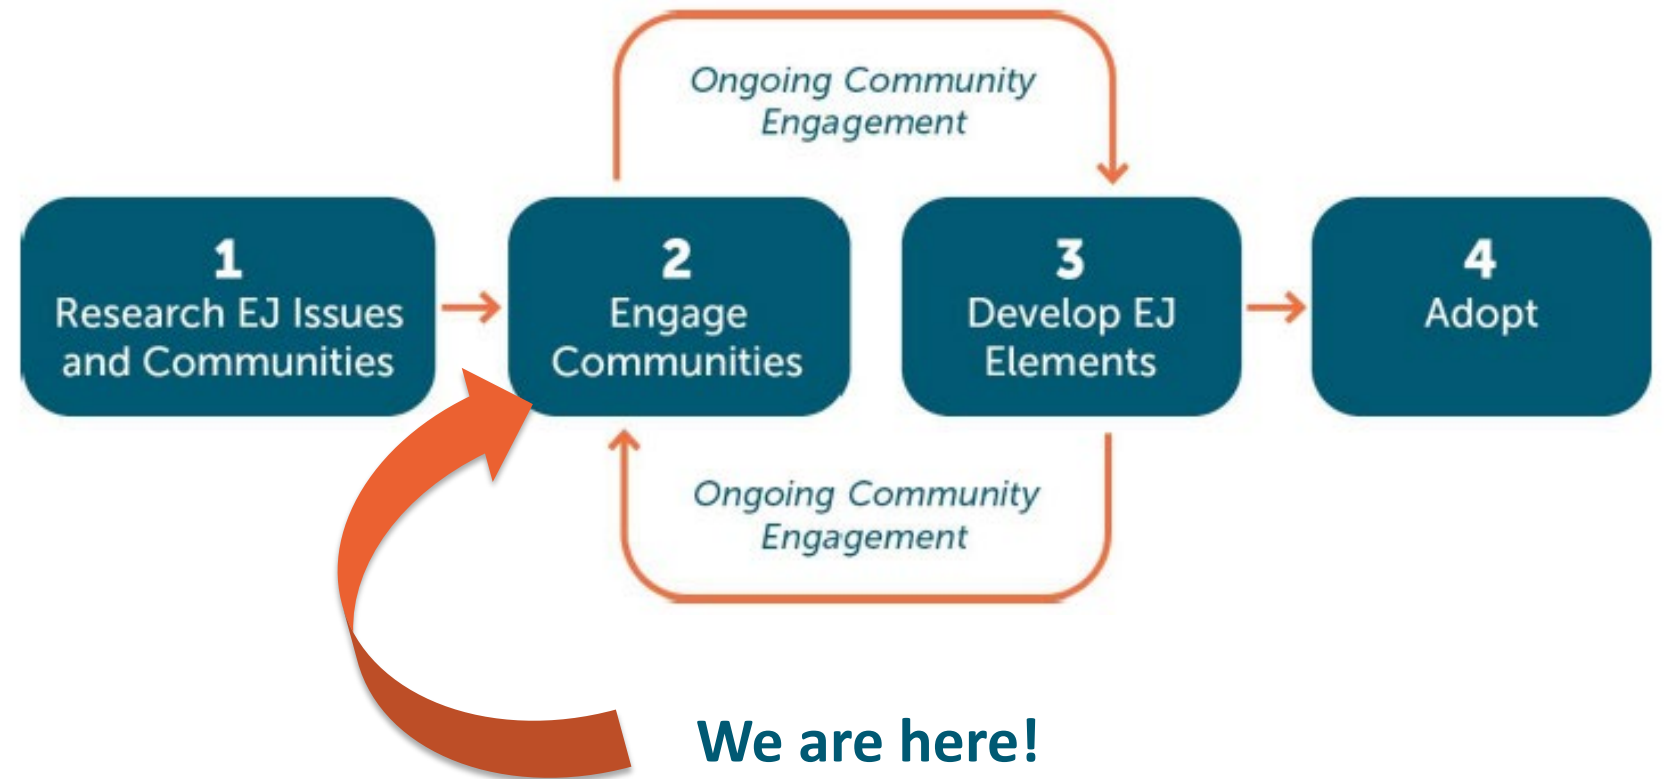 Ongoing Community
Engagement
1
Research EJ Issues
and Communities
2
Engage
Communities
3
Develop EJ
Elements
4
Adopt
Ongoing Community
Engagement
We are here!